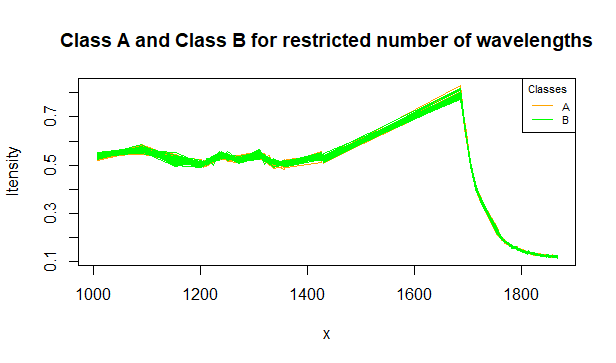 Class A and Class B for restricted number of wavelengths
Classes
A
B
0.7
0.5
0.3
0.1
Itensity
1000 1200 1400 1600 1800
x